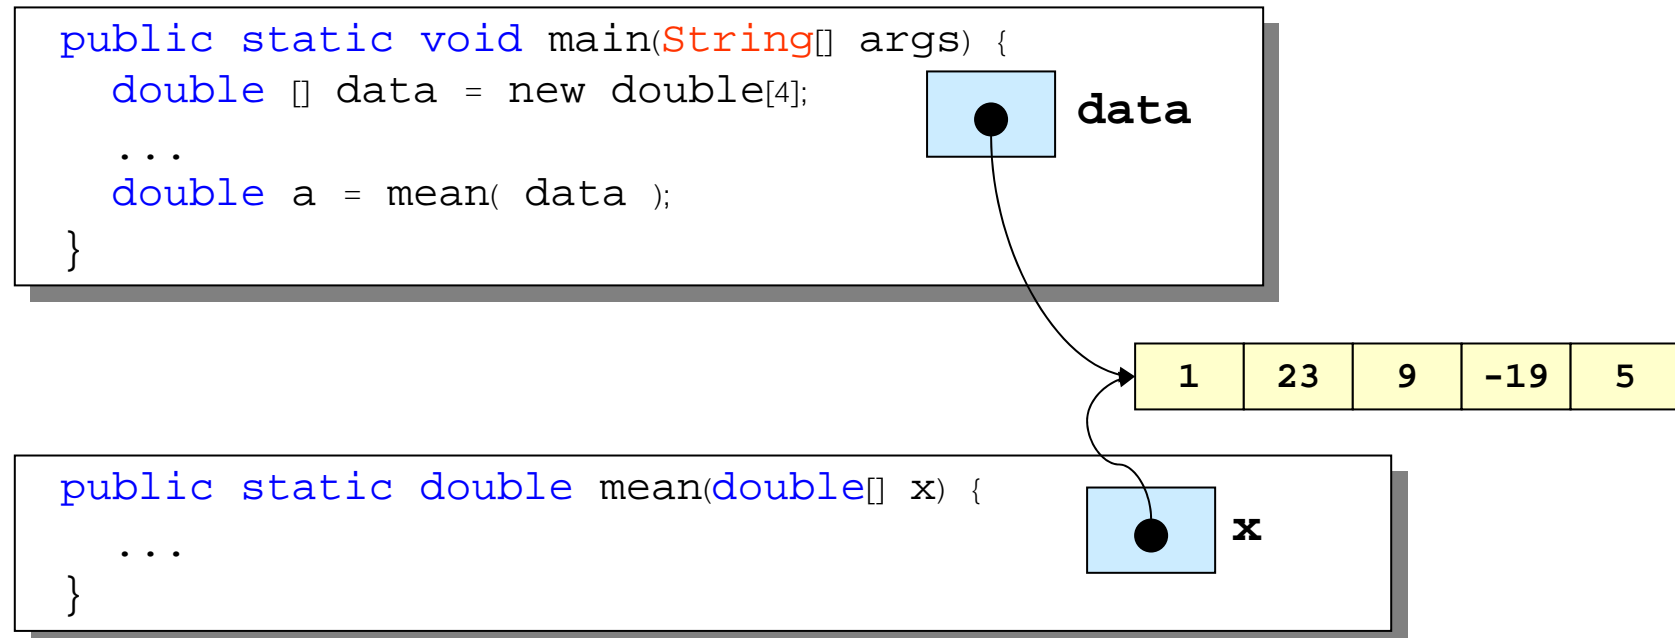 public static void main(String[] args) {
double [] data = new double[4];
data
...
double a = mean( data );
}
1 23 9 -19 5
public static double mean(double[] x) {
x
...
}